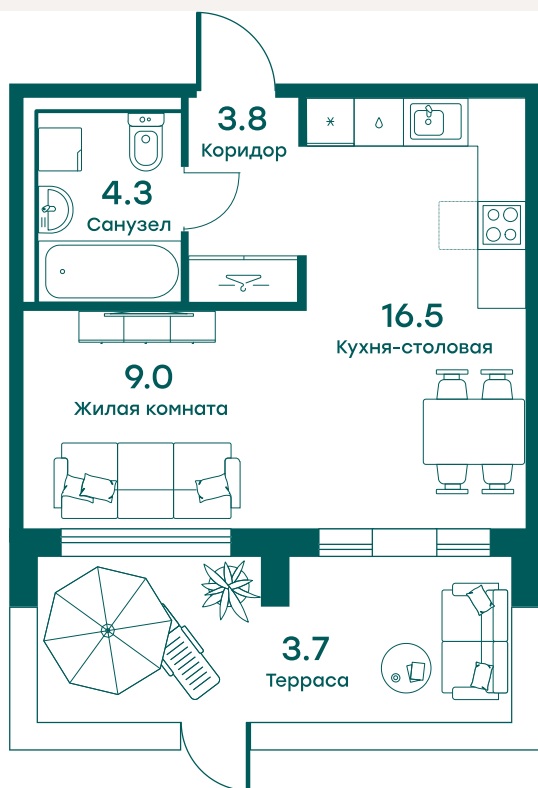 3.8
Коридор
4.3
Санузел
16.5
Кухня-столовая
9.0
Жилая комната
3.7
Терраса